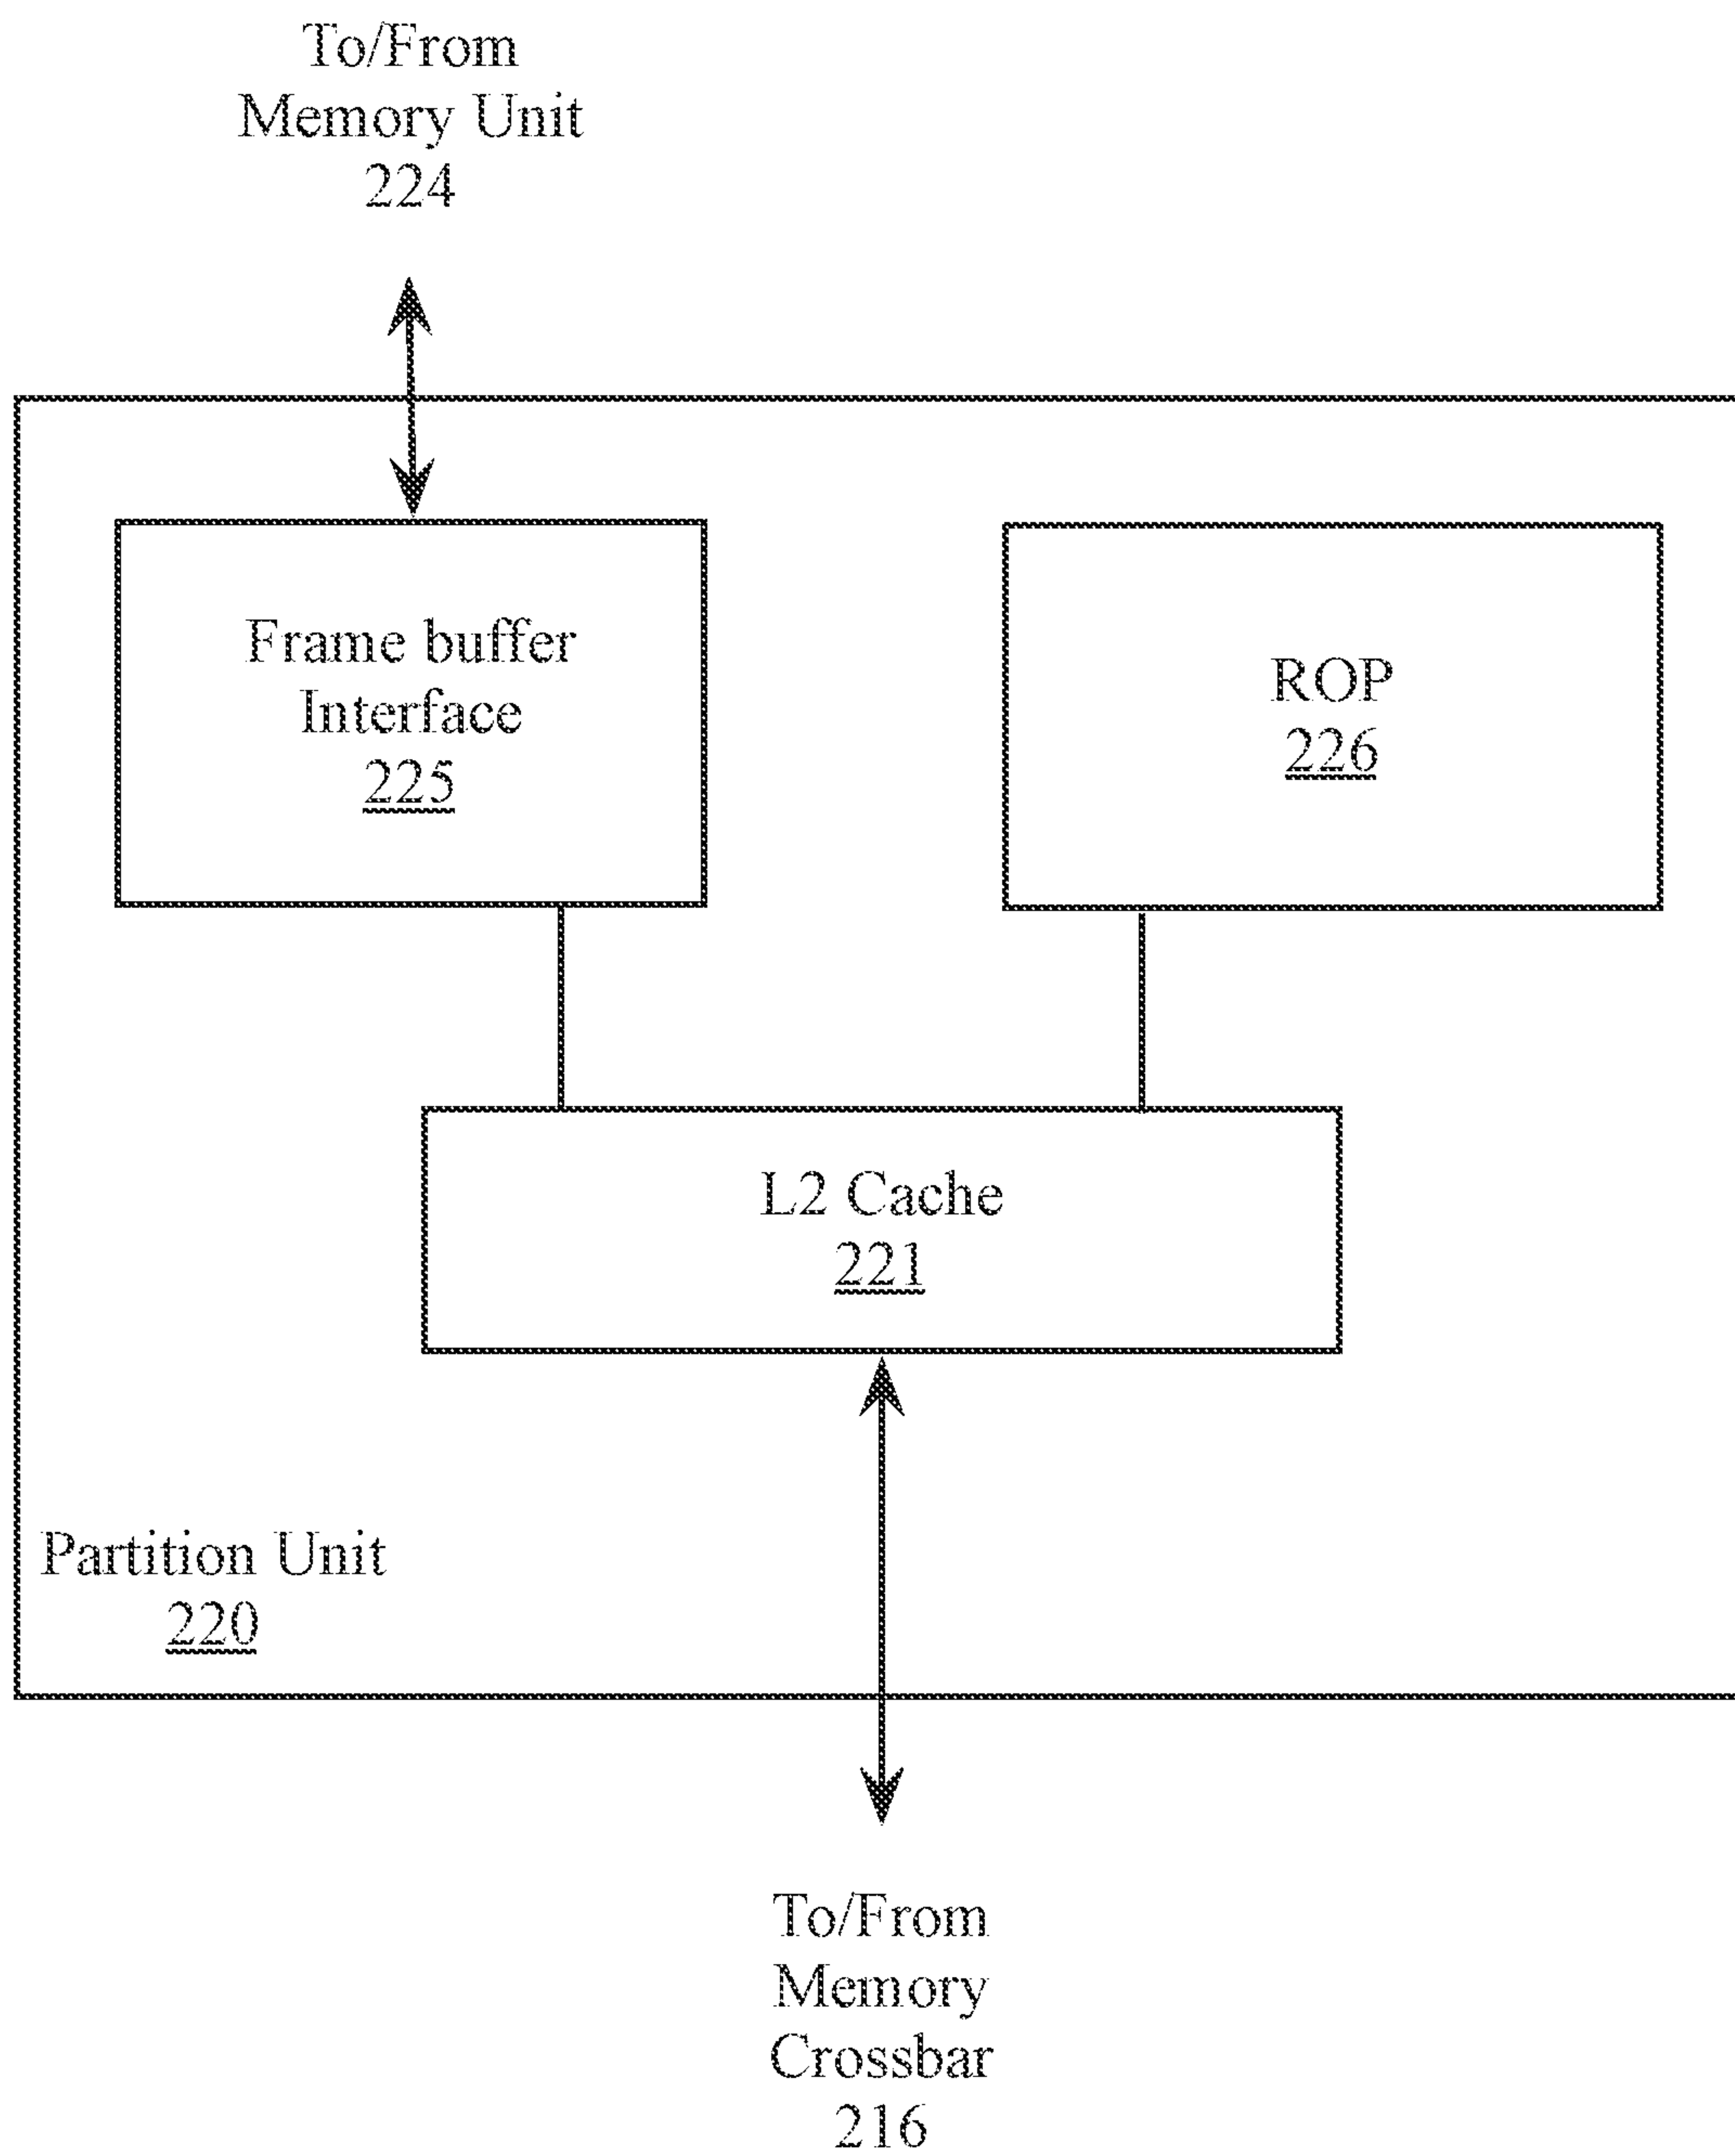 To/From
Memory Unit
224
Frame buffer
Interface
225
ROP
226
L2 Cache
221
Partition Unit
220
To/From
Memory
Crossbar
216